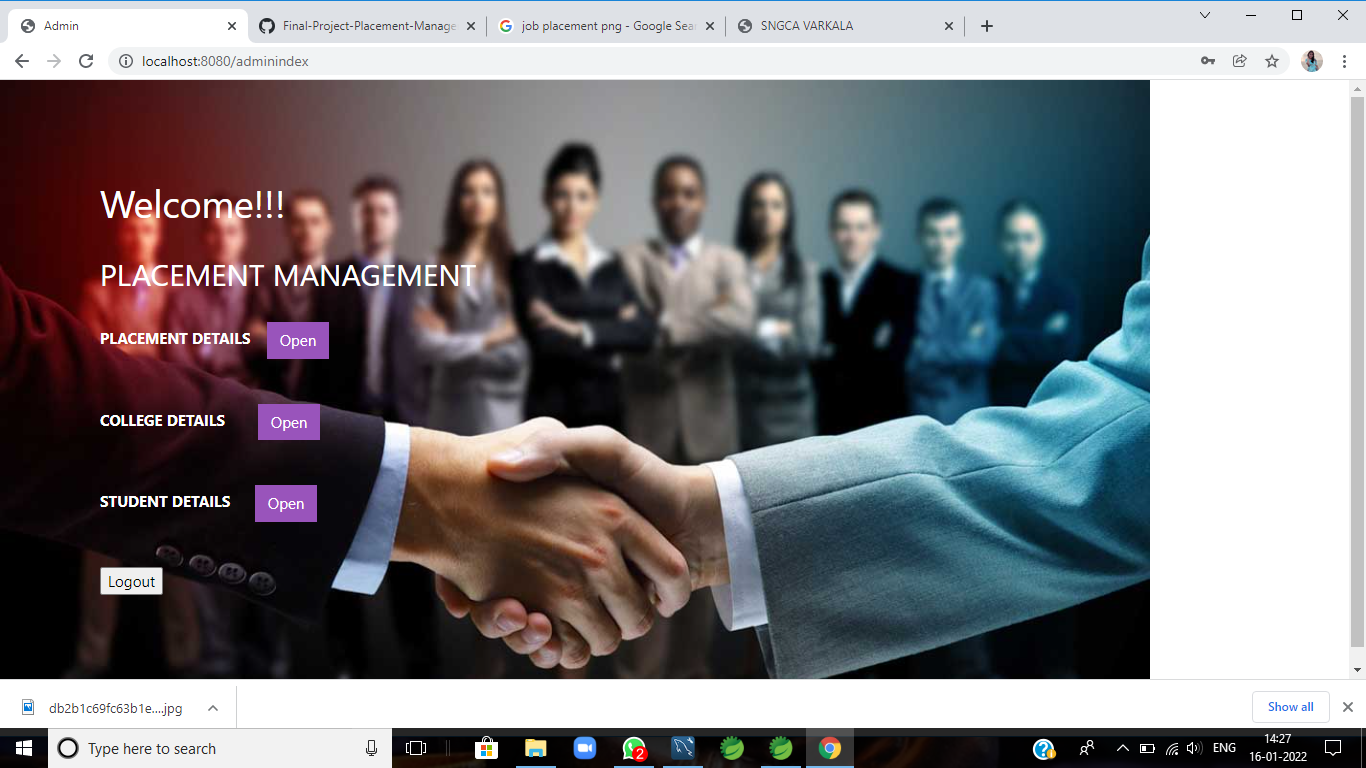 Admin
Final-Project-Placement-Manage
job placement png - Google Sear
SNGCA VARKALA
localhost:8080/adminindex
Welcome!!!
PLACEMENT MANAGEMENT
PLACEMENT DETAILS Open
COLLEGE DETAILS Open
STUDENT DETAILS Open
Logout
db2b1c69fc63b1e....jpg
Show all
Type here to search
2
ENG
14:27
16-01-2022